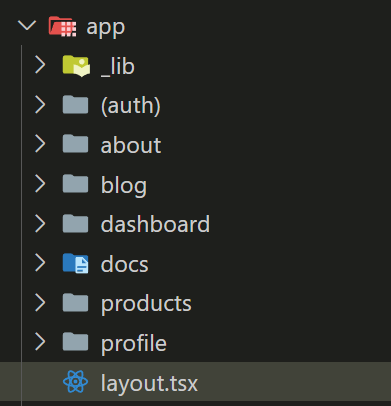 app
_lib
(auth)
about
blog
dashboard
docs
products
profile
layout.tsx